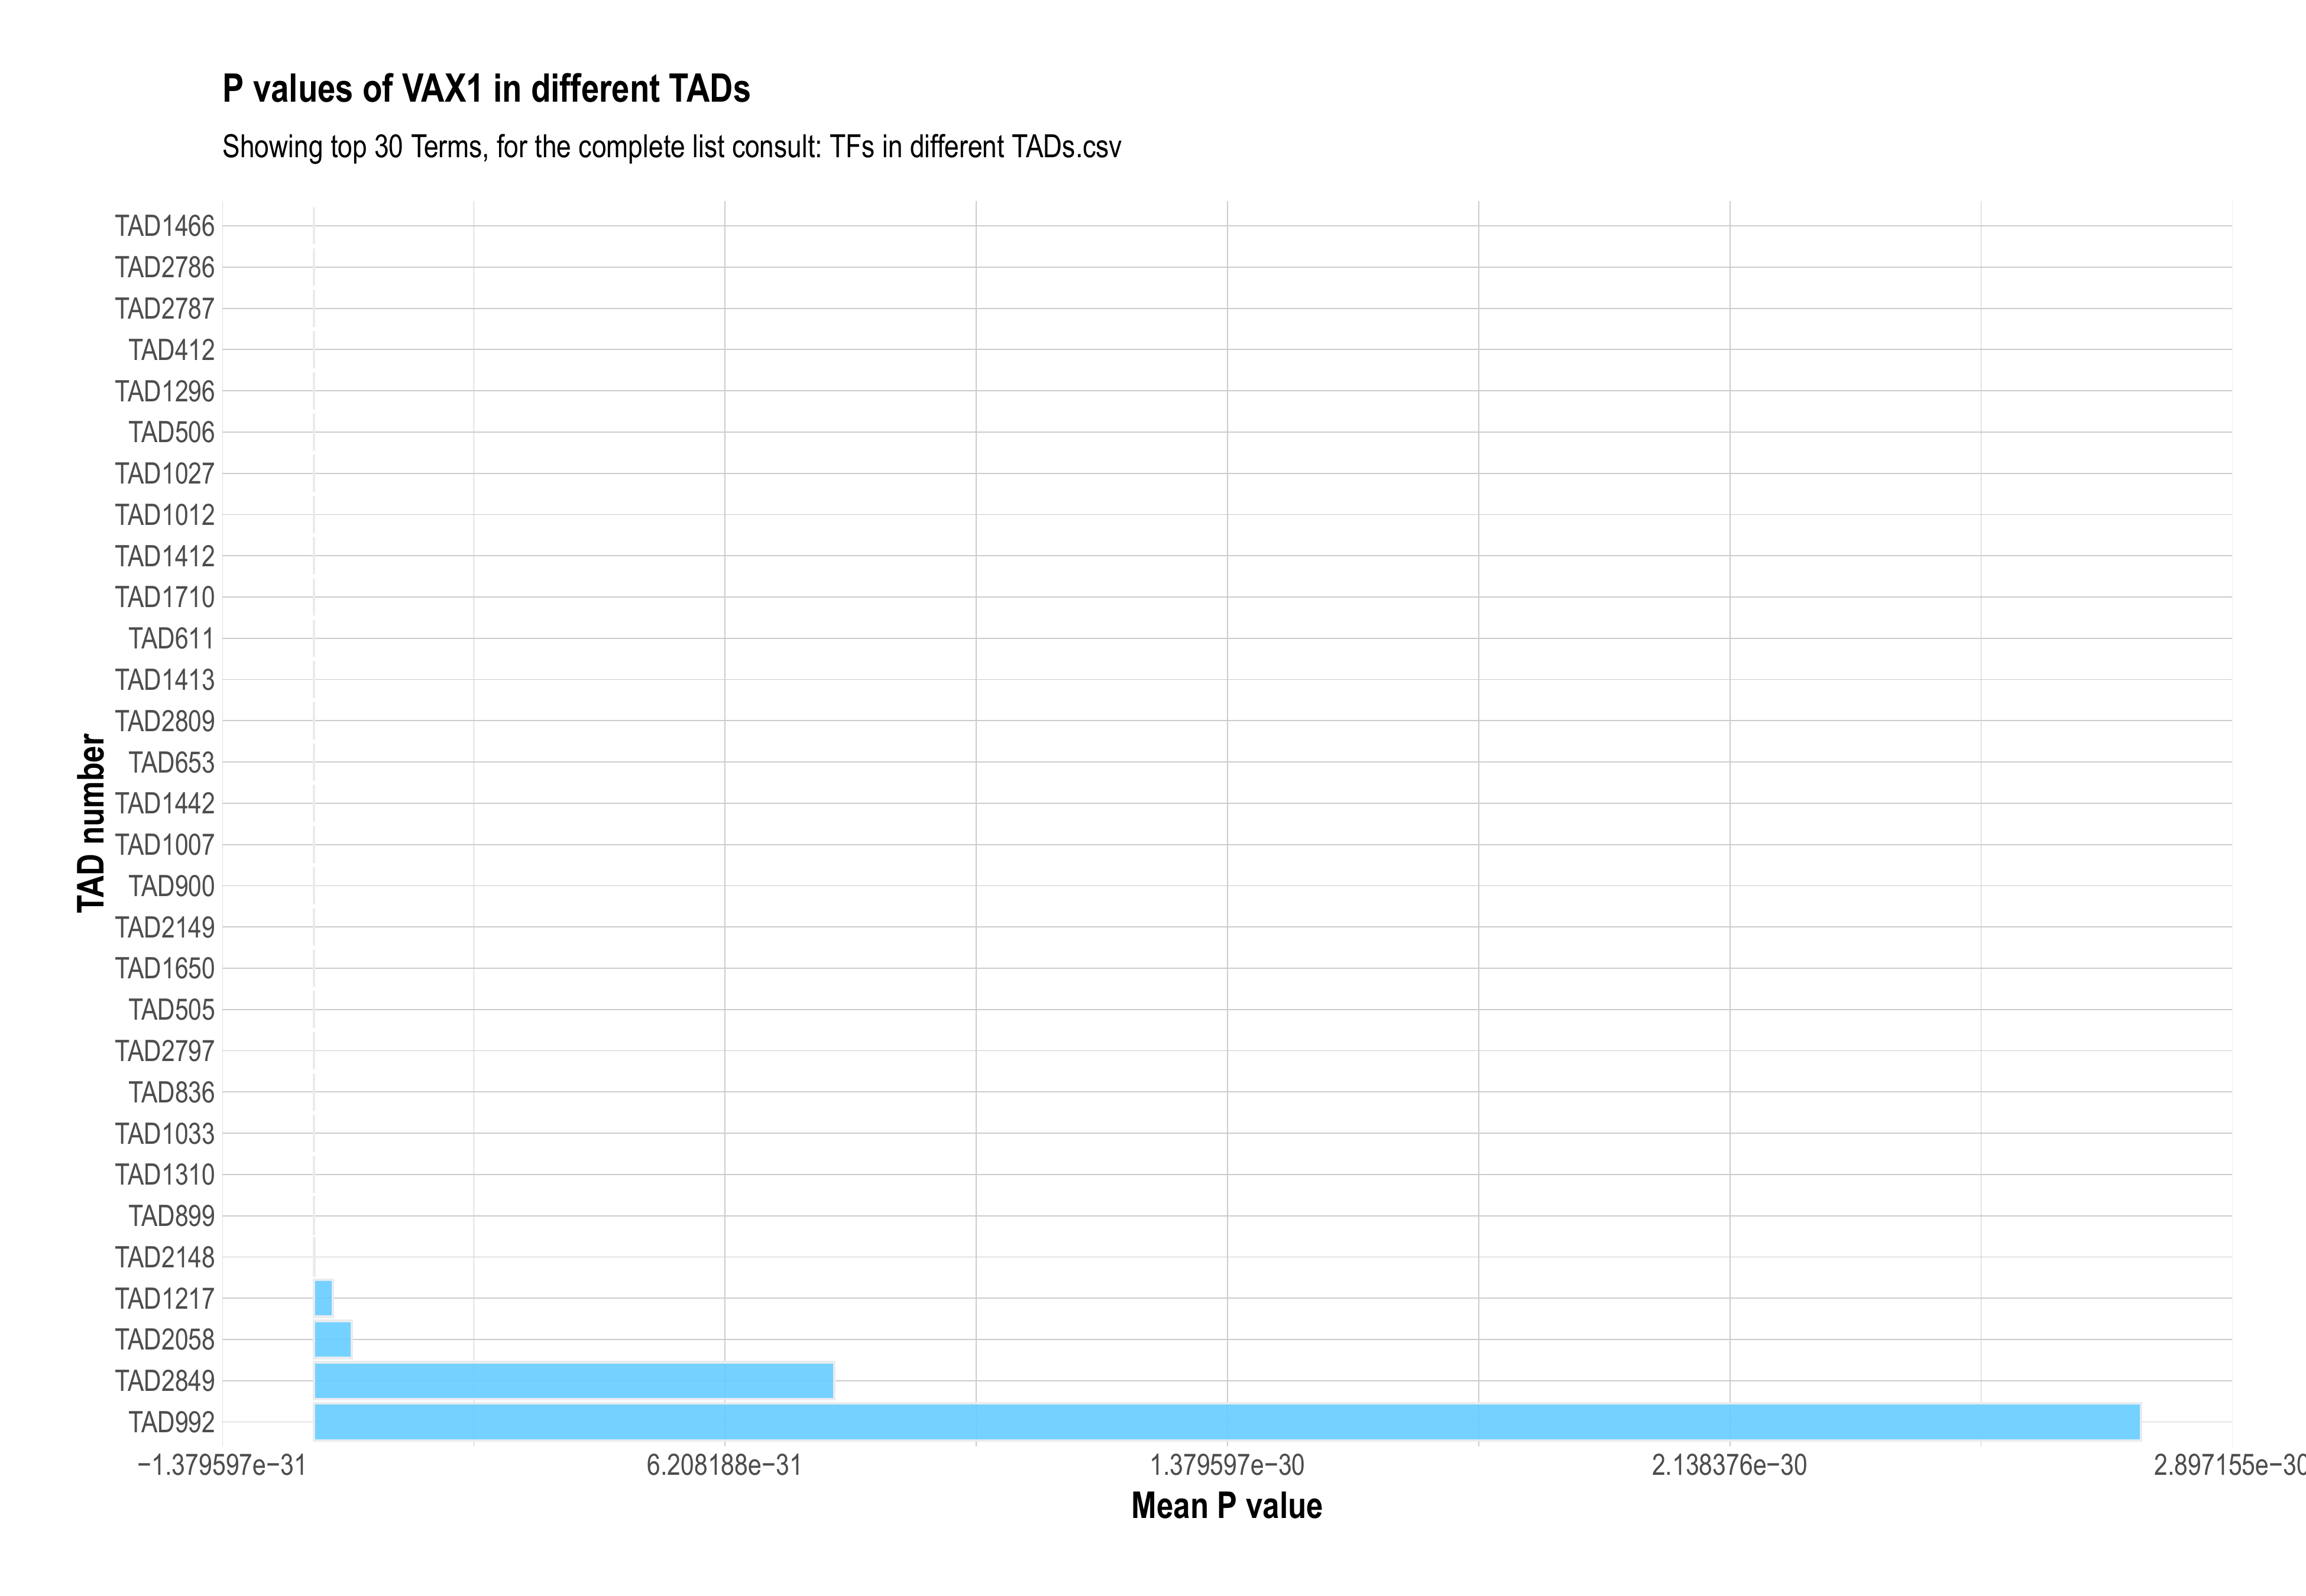 P values of VAX1 in different TADs
Showing top 30 Terms, for the complete list consult: TFs in different TADs.csv
TAD number
TAD1466
TAD2786
TAD2787
TAD412
TAD1296
TAD506
TAD1027
TAD1012
TAD1412
TAD1710
TAD611
TAD1413
TAD2809
TAD653
TAD1442
TAD1007
TAD900
TAD2149
TAD1650
TAD505
TAD2797
TAD836
TAD1033
TAD1310
TAD899
TAD2148
TAD1217
TAD2058
TAD2849
TAD992
−1.379597e−31 6.208188e−31 1.379597e−30 2.138376e−30 2.897155e−30
Mean P value